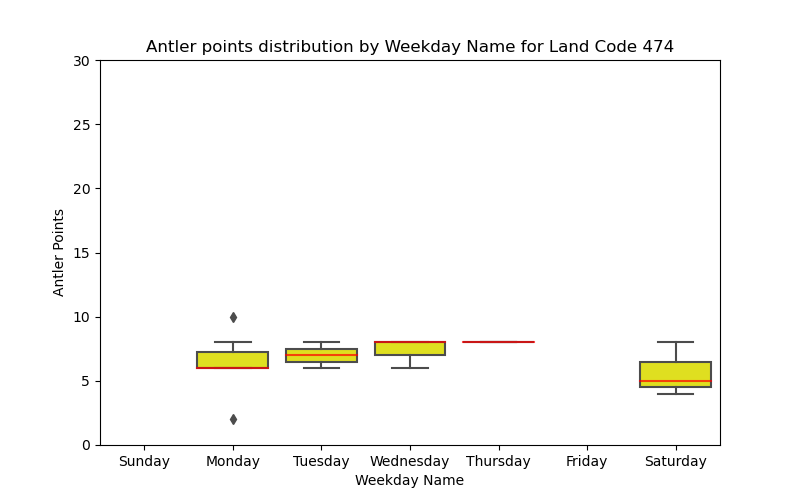 Antler points distribution by Weekday Name for Land Code 474
30
25
20
15
10
5
0
Antler Points
Sunday Monday Tuesday Wednesday Thursday Friday Saturday
Weekday Name